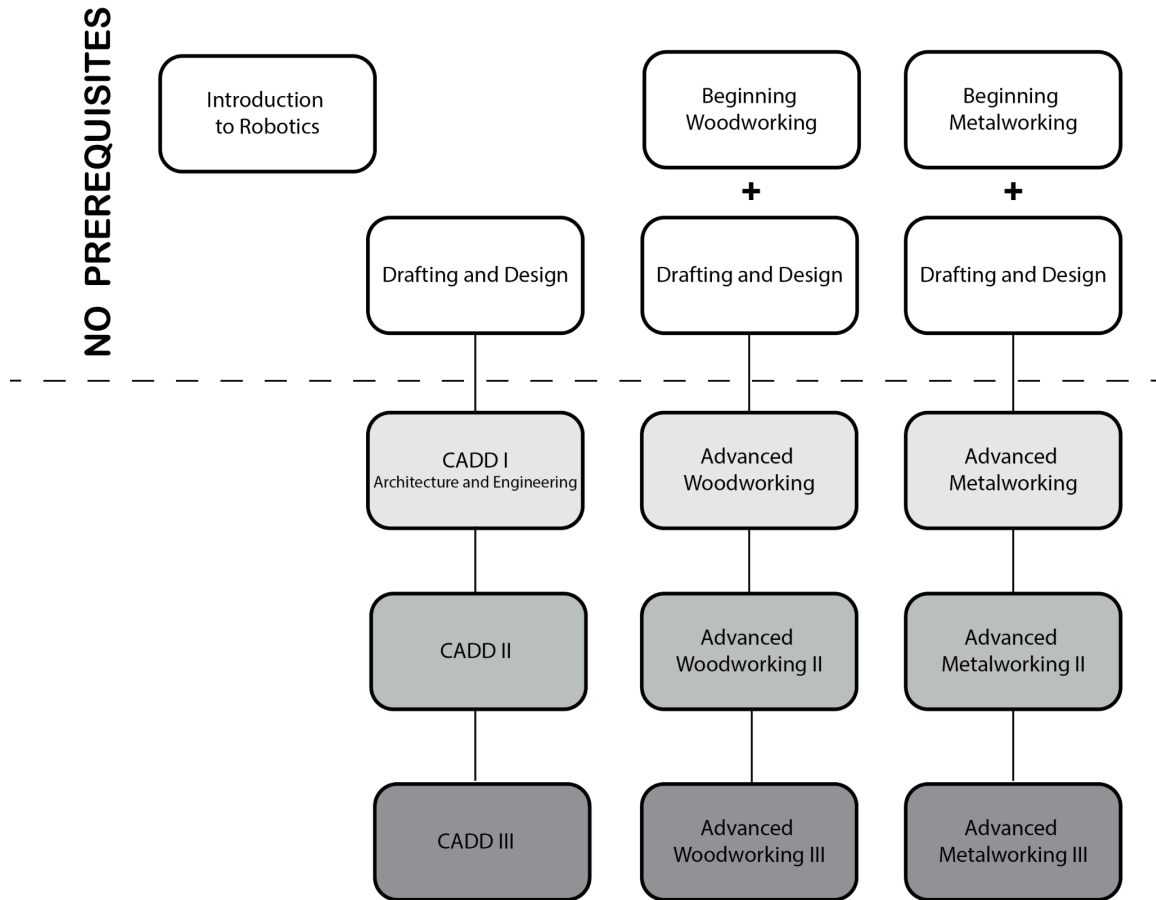 NO PREREQUISITES
Introduction
to Robotics
Beginning
Woodworking
Beginning
Metalworking
+
+
Drafting and Design
Drafting and Design
Drafting and Design
CADD I
Architecture and Engineering
Advanced
Woodworking
Advanced
Metalworking
CADD II
Advanced
Woodworking II
Advanced
Metalworking II
CADD III
Advanced
Woodworking III
Advanced
Metalworking III